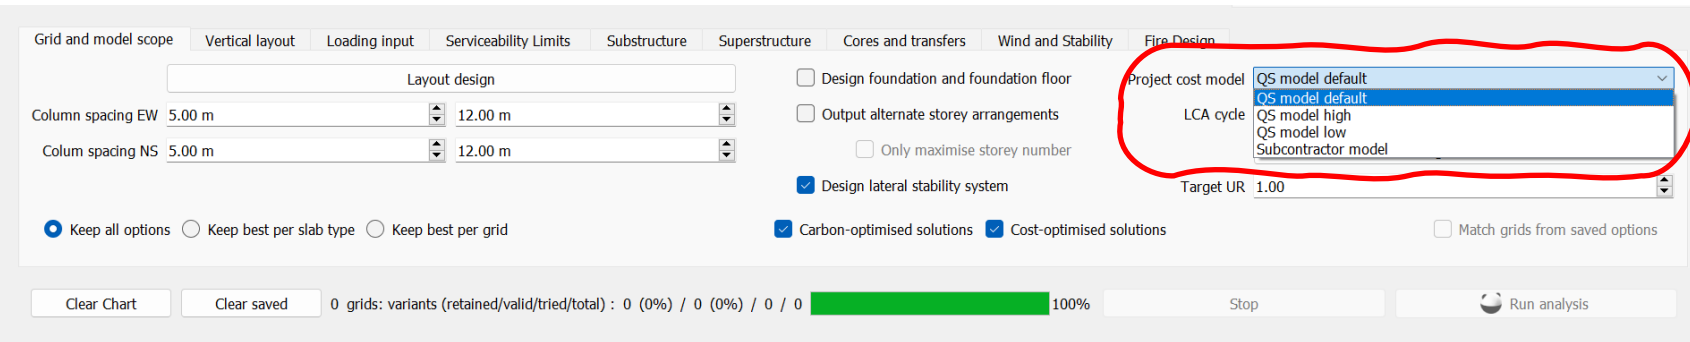 Grid and model scope Vertical layout Loading input Serviceability Limits Substructure Superstructure Cores and transfers Wind and Stability Fire Design
Layout design Design foundation and foundation floor Project cost model QS model default
QS model default
Column spacing EW 5.00 m 12.00 m Output alternate storey arrangements LCA cycle QS model high
QS model low
Colum spacing NS 5.00 m 12.00 m Only maximise storey number Subcontractor model
Design lateral stability system Target UR 1.00
Keep all options Keep best per slab type Keep best per grid Carbon-optimised solutions Cost-optimised solutions Match grids from saved options
Clear Chart Clear saved 0 grids: variants (retained/valid/tried/total) : 0 (0%) / 0 (0%) / 0 / 0 100% Stop Run analysis